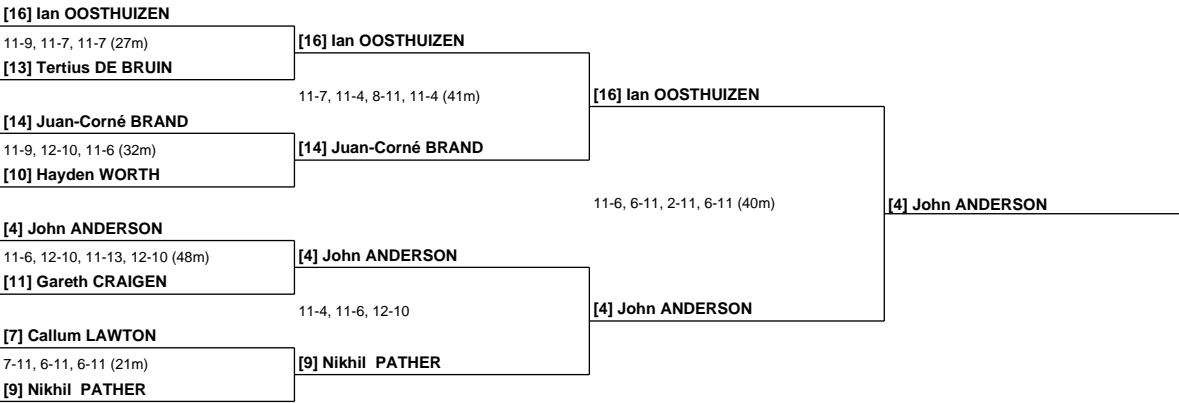 [16] Ian OOSTHUIZEN
11-9, 11-7, 11-7 (27m)
[13] Tertius DE BRUIN
[16] Ian OOSTHUIZEN
11-7, 11-4, 8-11, 11-4 (41m)
[14] Juan-Corné BRAND
11-9, 12-10, 11-6 (32m)
[10] Hayden WORTH
[14] Juan-Corné BRAND
[16] Ian OOSTHUIZEN
11-6, 6-11, 2-11, 6-11 (40m)
[4] John ANDERSON
[4] John ANDERSON
11-6, 12-10, 11-13, 12-10 (48m)
[11] Gareth CRAIGEN
[4] John ANDERSON
11-4, 11-6, 12-10
[4] John ANDERSON
[7] Callum LAWTON
7-11, 6-11, 6-11 (21m)
[9] Nikhil  PATHER
[9] Nikhil  PATHER